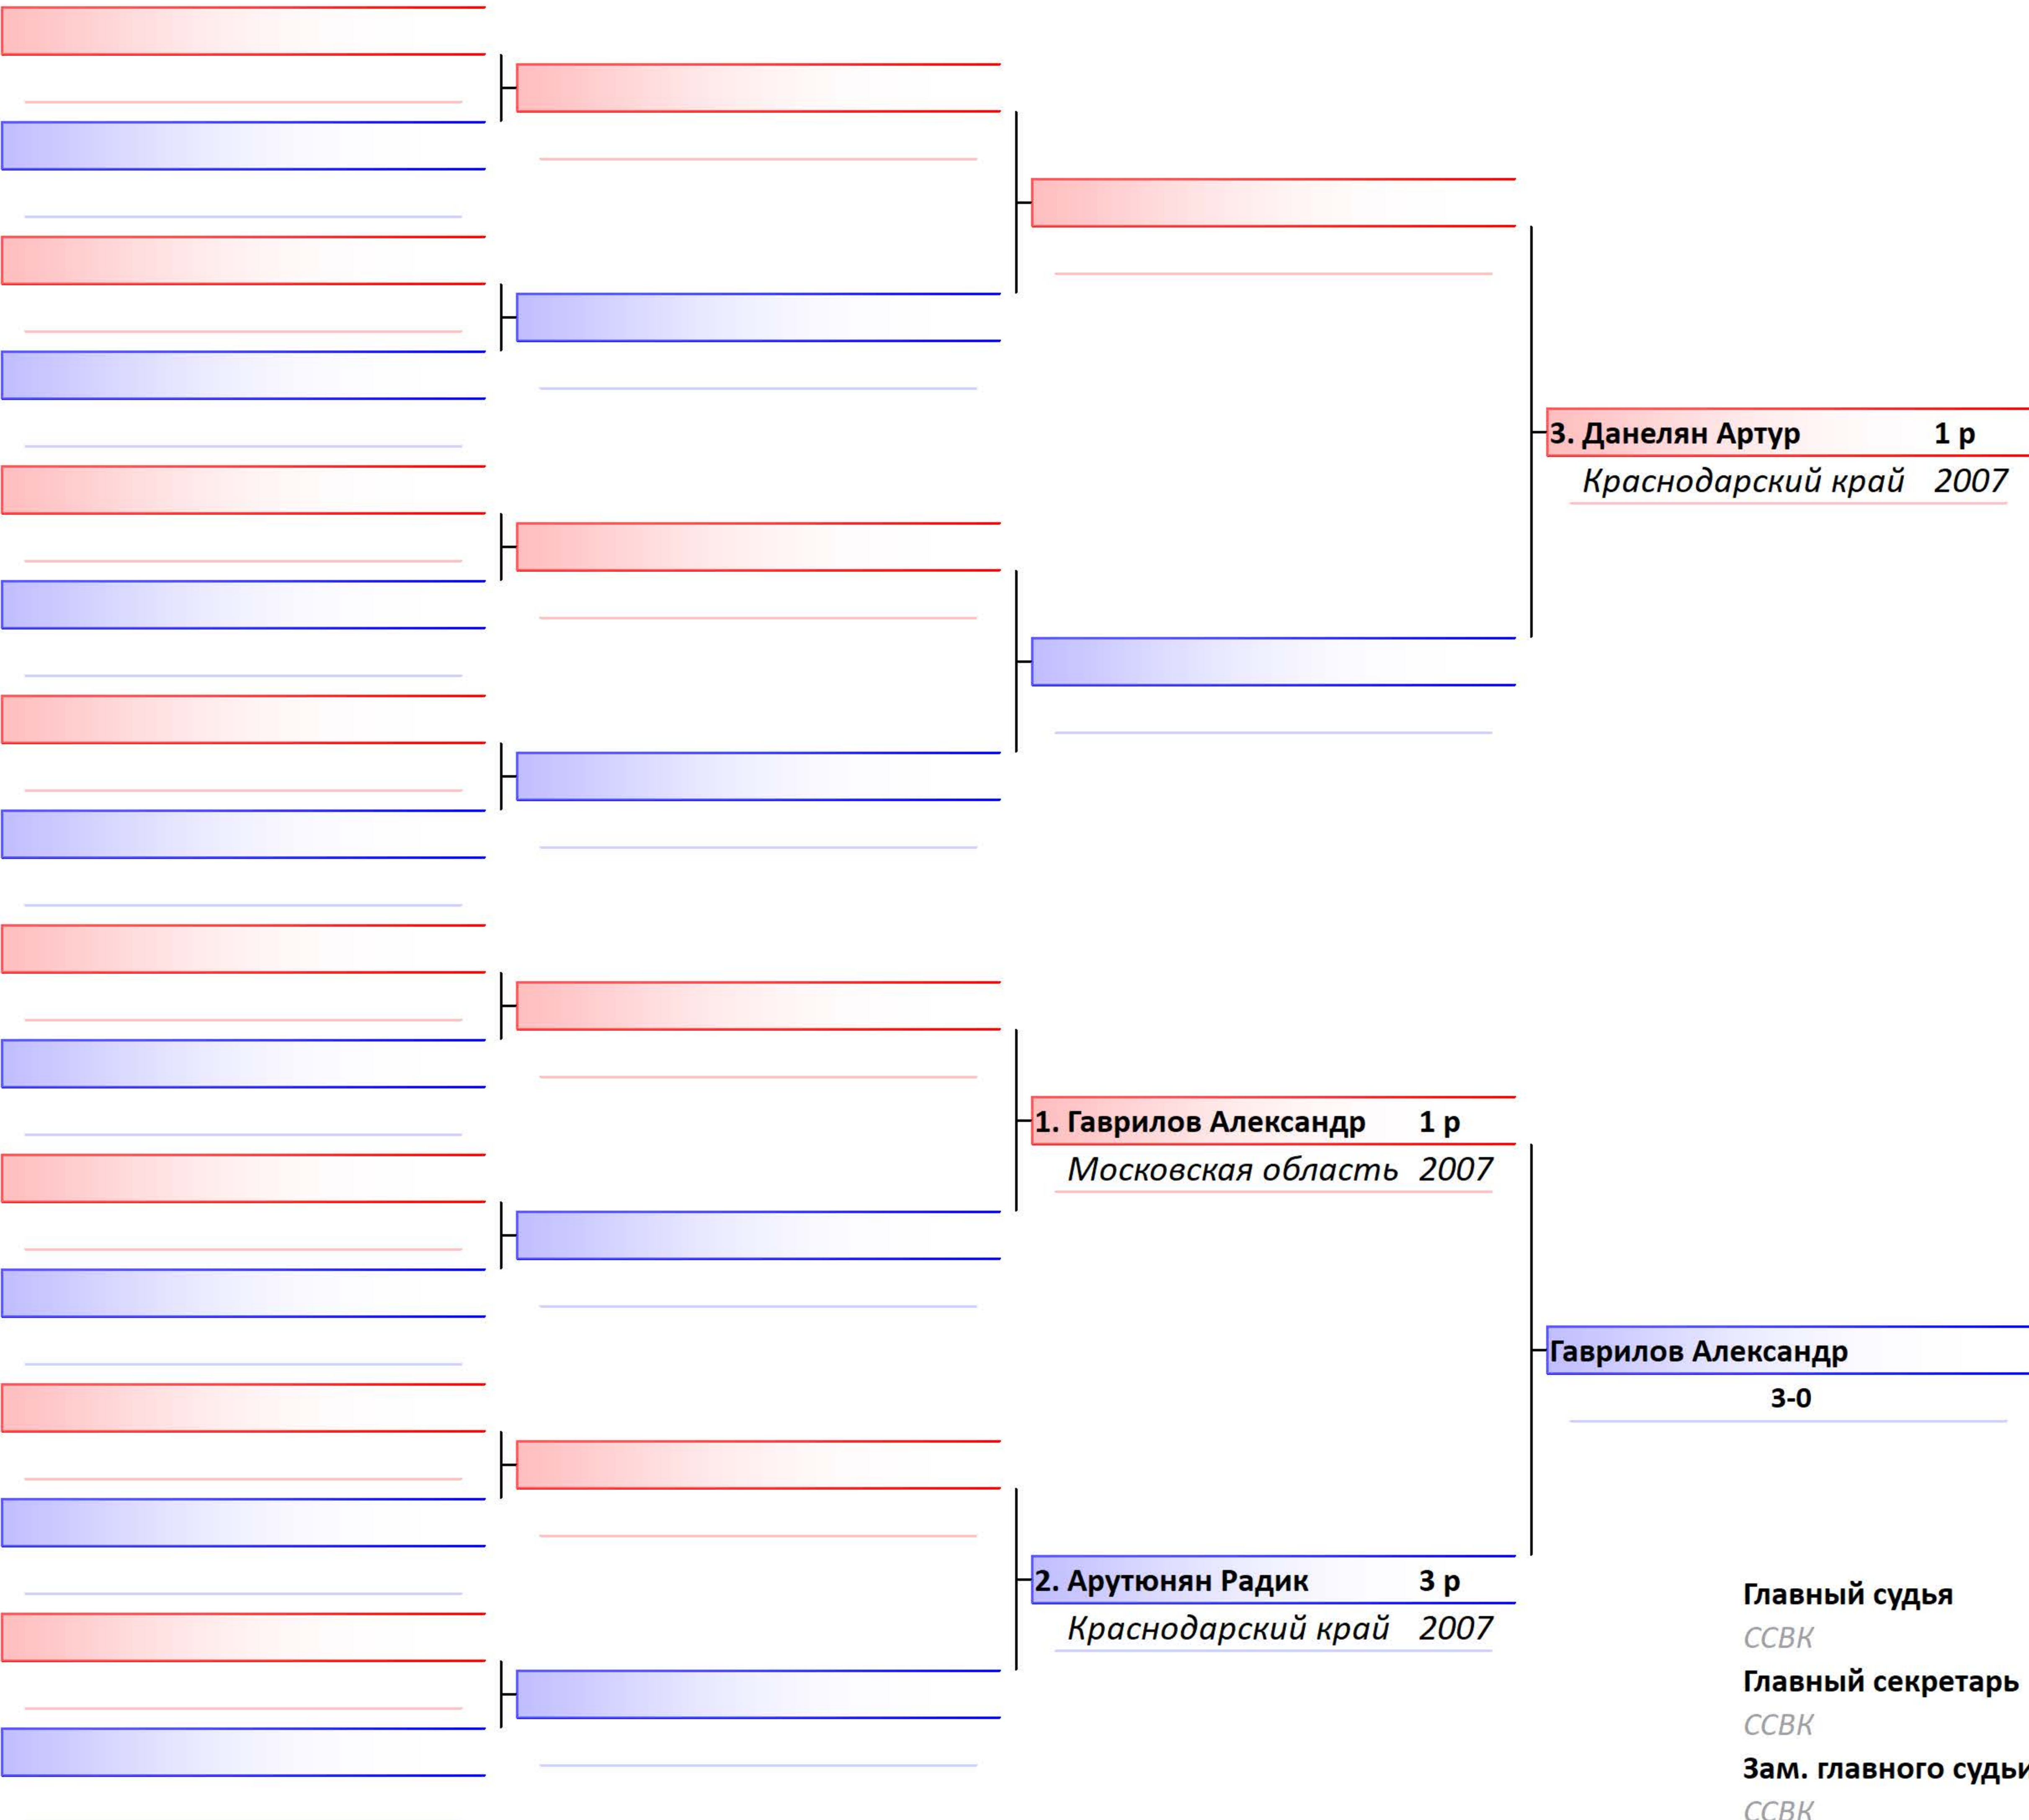 3. Данелян Артур 1 р
Краснодарский край 2007
1. Гаврилов Александр 1 р
Московская область 2007
Гаврилов Александр
3-0
2. Арутюнян Радик 3 р
Краснодарский край 2007
Главный судья
ССВК
Главный секретарь
ССВК
Зам. главного судьи
ССВК